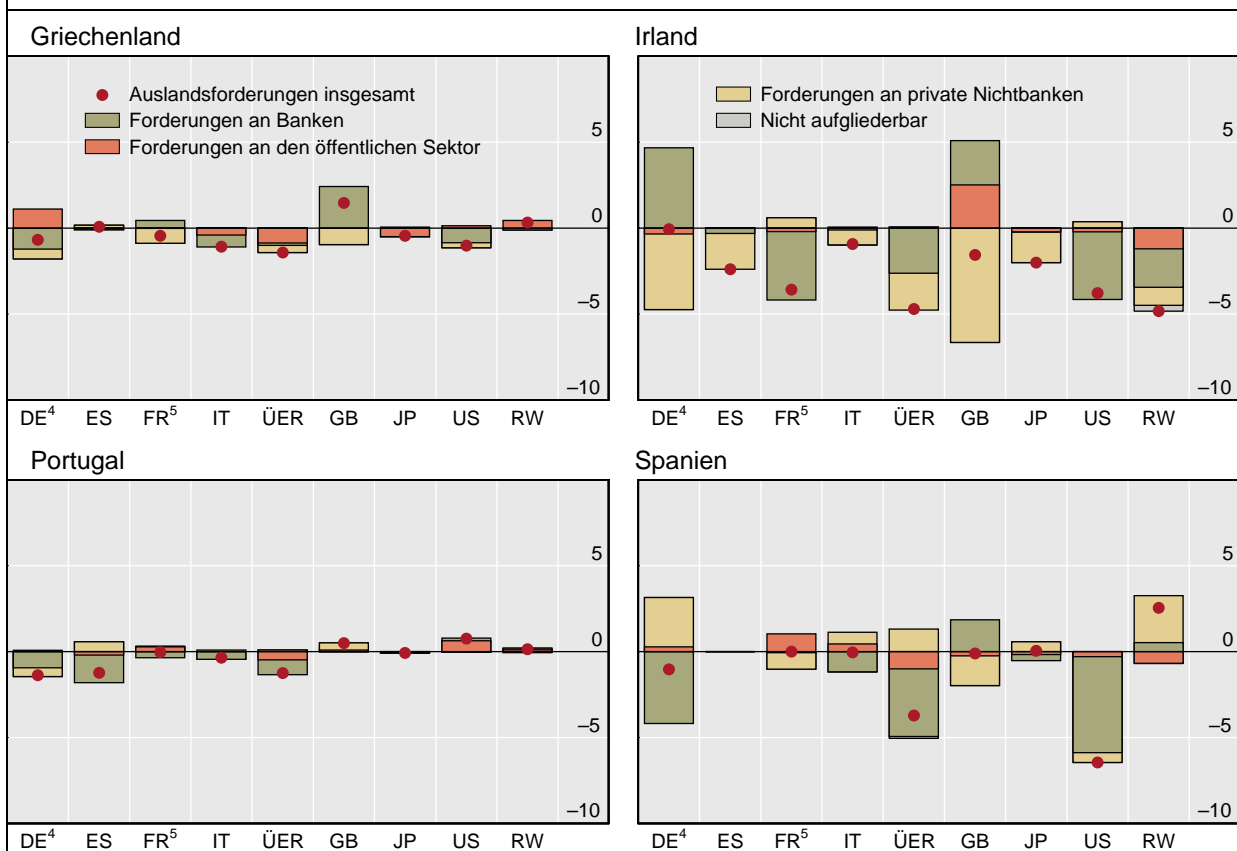 Griechenland
Auslandsforderungen insgesamt
Forderungen an Banken
Forderungen an den öffentlichen Sektor
5
0
–5
–10
DE4 ES FR5 IT ÜER GB JP US RW
Irland
Forderungen an private Nichtbanken
Nicht aufgliederbar
5
0
–5
–10
DE4 ES FR5 IT ÜER GB JP US RW
Portugal
5
0
–5
–10
DE4 ES FR5 IT ÜER GB JP US RW
Spanien
5
0
–5
–10
DE4 ES FR5 IT ÜER GB JP US RW